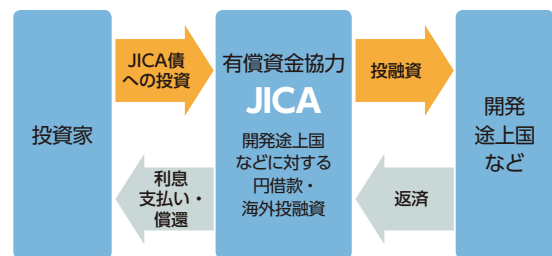 投資家
JICA債
への投資
利息
支払い・
償還
有償資金協力
JICA
開発途上国
などに対する
円借款・
海外投融資
投融資
返済
開発
途上国
など